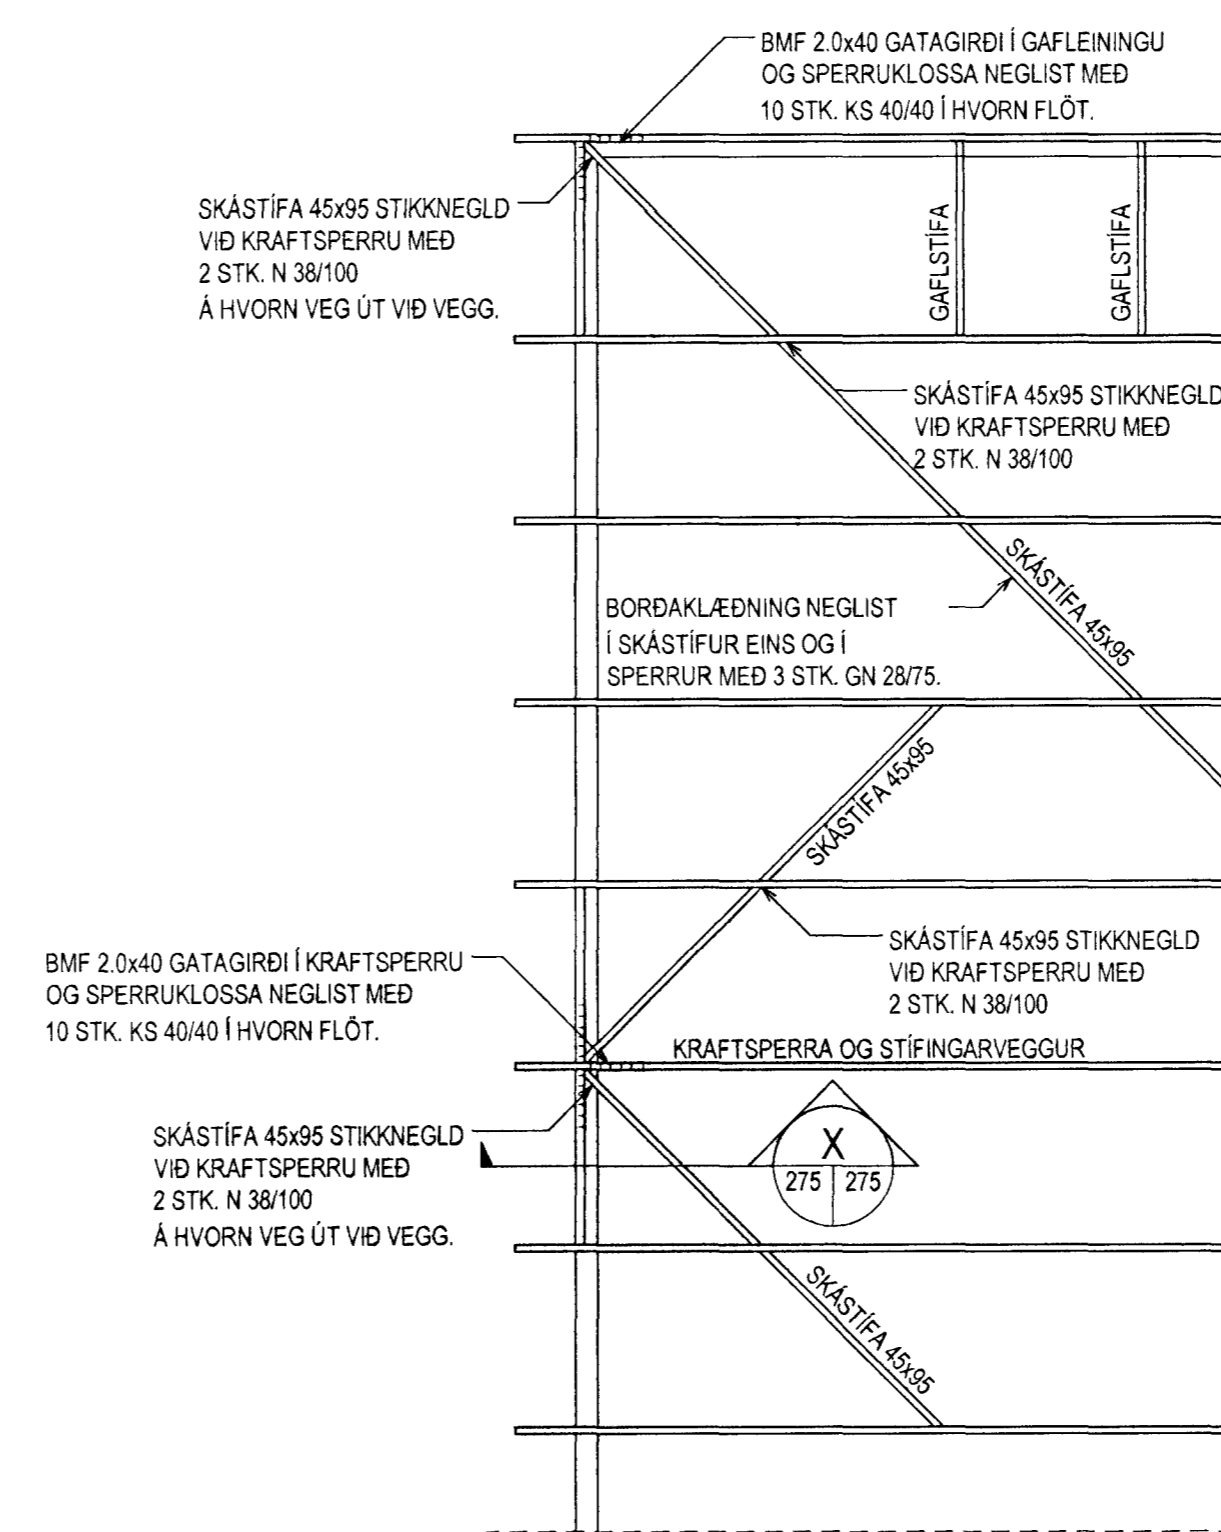 BMF 2.0x40 GATAGIRÐI Í GAFLEININGU
OG SPERRUKLOSSA NEGLIST MEÐ
10 STK. KS 40/40 Í HVORN FLÖT.
SKÁSTÍFA 45x95 STIKKNEGLD
VIÐ KRAFTSPERRU MEÐ
2 STK. N 38/100
Á HVORN VEG ÚT VIÐ VEGG.
GAFLSTÍFA
GAFLSTÍFA
SKÁSTÍFA 45x95 STIKKNEGLD
VIÐ KRAFTSPERRU MEÐ
2 STK. N 38/100
SKÁSTÍFA 45x95
BORÐAKLÆÐNING NEGLIST
Í SKÁSTÍFUR EINS OG Í
SPERRUR MEÐ 3 STK. GN 28/75.
SKÁSTÍFA 45x95
SKÁSTÍFA 45x95 STIKKNEGLD
VIÐ KRAFTSPERRU MEÐ
2 STK. N 38/100
BMF 2.0x40 GATAGIRÐI Í KRAFTSPERRU
OG SPERRUKLOSSA NEGLIST MEÐ
10 STK. KS 40/40 Í HVORN FLÖT.
KRAFTSPERRA OG STÍFINGARVEGGUR
SKÁSTÍFA 45x95 STIKKNEGLD
VIÐ KRAFTSPERRU MEÐ
2 STK. N 38/100
Á HVORN VEG ÚT VIÐ VEGG.
X
275 275
SKÁSTÍFA 45x95